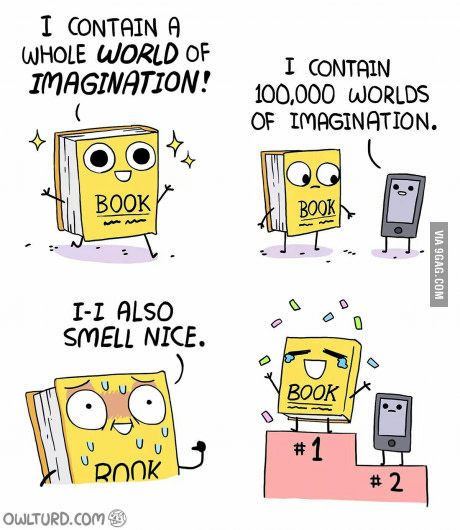 I CONTAIN A
WHOLE WORLD OF
IMAGINATION!
BOOK
I CONTAIN
100,000 WORLDS
OF IMAGINATION.
BOOK
VIA 9GAG.COM
I-I ALSO
SMELL NICE.
BOOK
BOOK
#1
#2
OWLTURD.COM